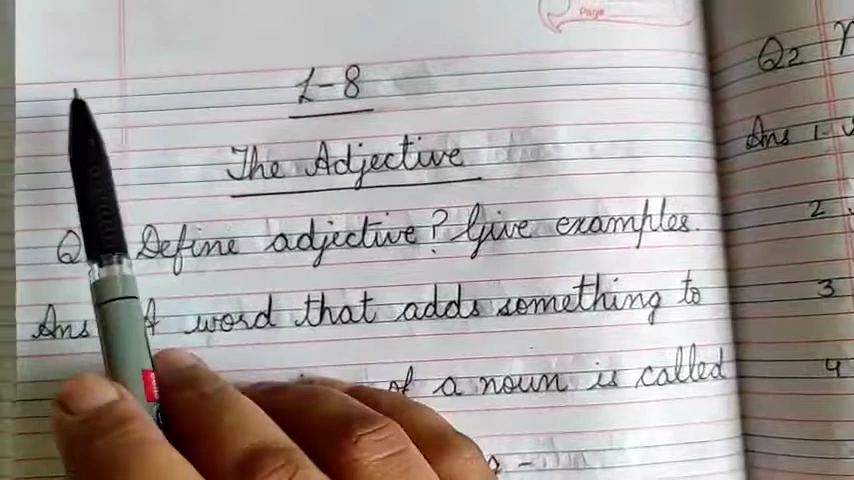 Page
L-8
The Adjective
Q Define adjective? Give examples.
Ans A word that adds something to
of a noun is called
Q2
Ans 1-
2
3
4